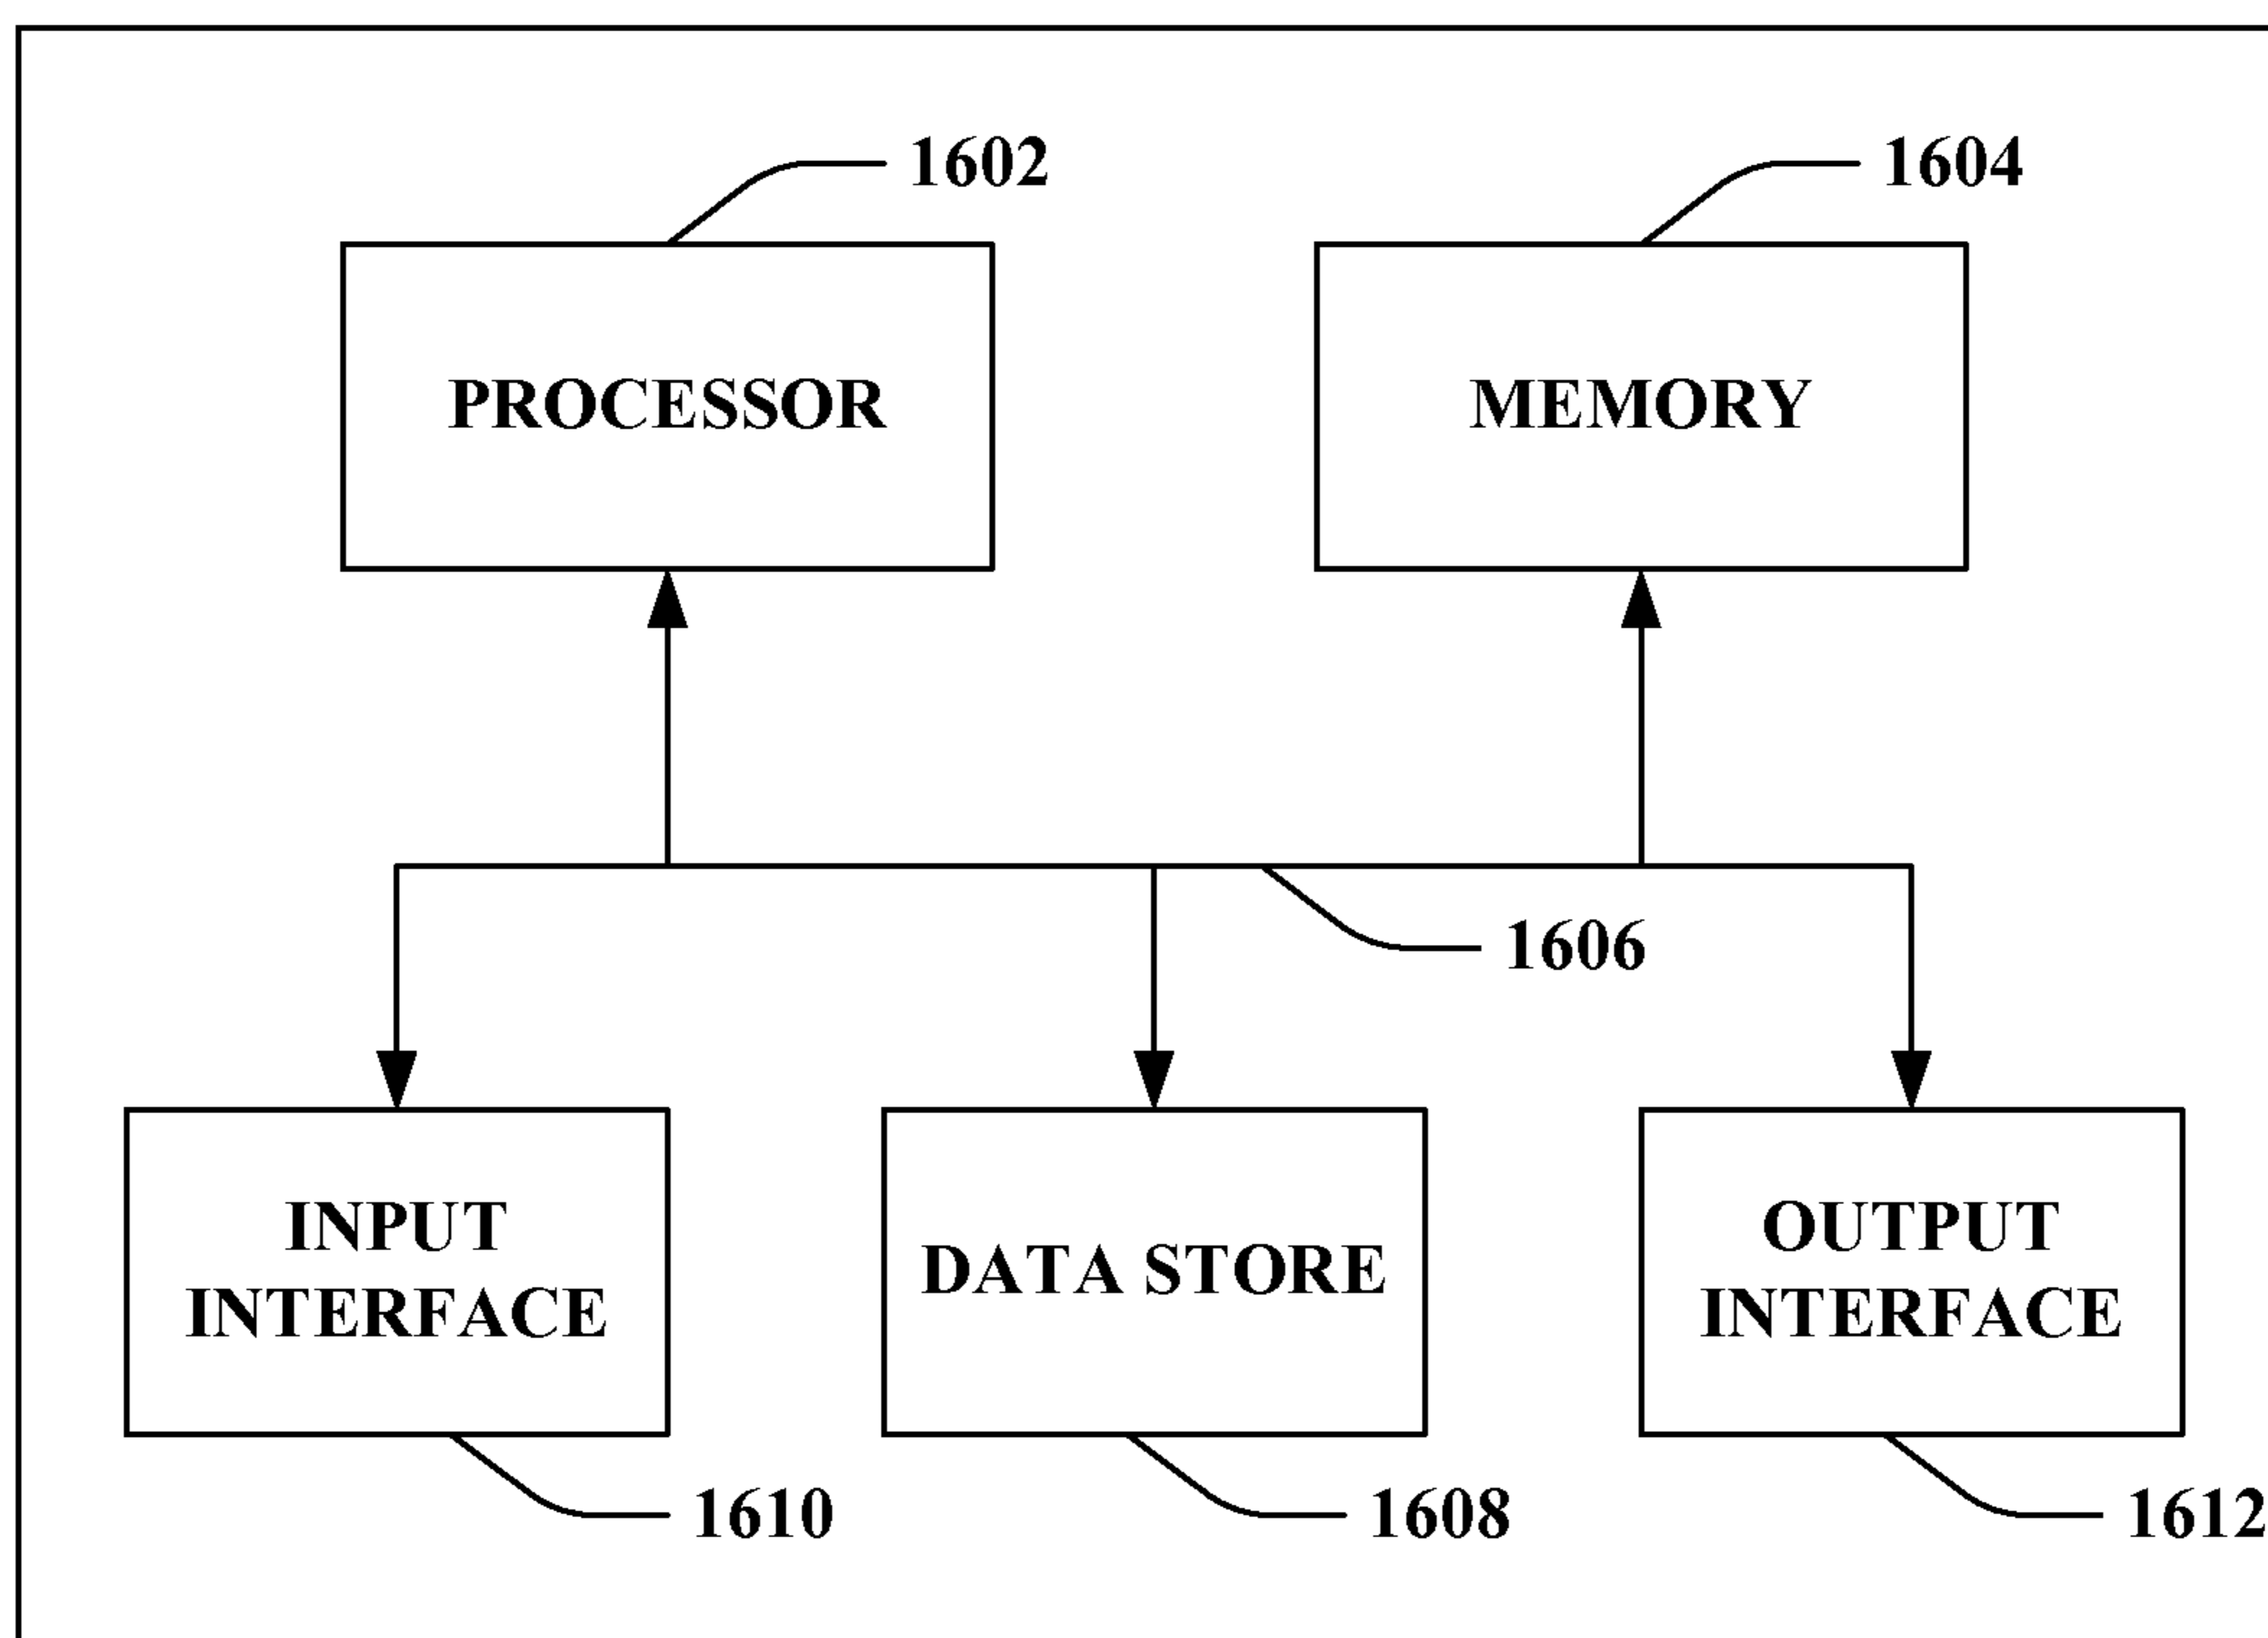 1602
1604
PROCESSOR
MEMORY
1606
INPUT
INTERFACE
DATA STORE
OUTPUT
INTERFACE
1610
1608
1612